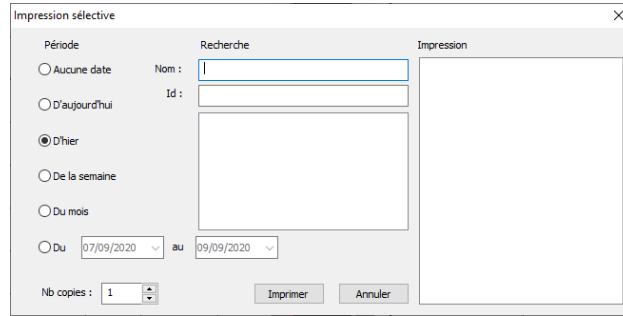 Impression sélective
Période
Recherche
Impression
Aucune date
Nom :
Id :
D'aujourd'hui
D'hier
De la semaine
Du mois
Du 07/09/2020 au 09/09/2020
Nb copies : 1
Imprimer
Annuler